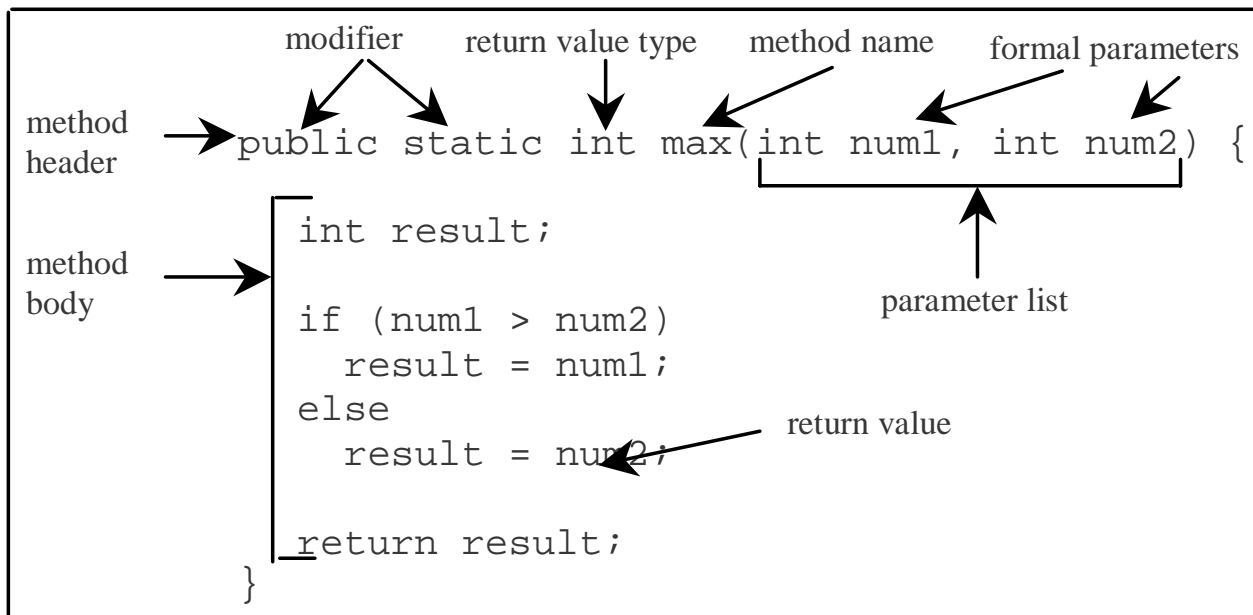 modifier return value type method name formal parameters
method
header
public static int max(int num1, int num2) {
method
body
int result;
parameter list
if (num1 > num2)
result = num1;
else
return value
result = num2;
return result;
}